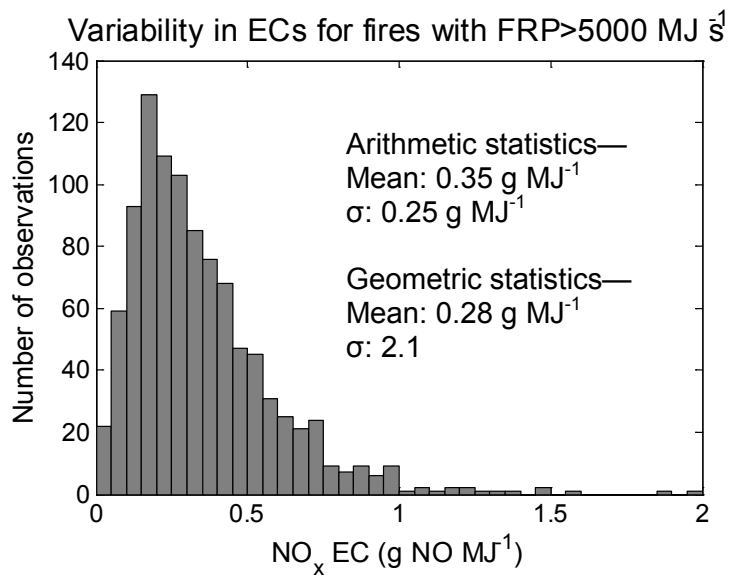 Variability in ECs for fires with FRP>5000 MJ s⁻¹
140
120
100
80
60
40
20
0
Number of observations
Arithmetic statistics—
Mean: 0.35 g MJ⁻¹
σ: 0.25 g MJ⁻¹
Geometric statistics—
Mean: 0.28 g MJ⁻¹
σ: 2.1
0 0.5 1 1.5 2
NOₓ EC (g NO MJ⁻¹)